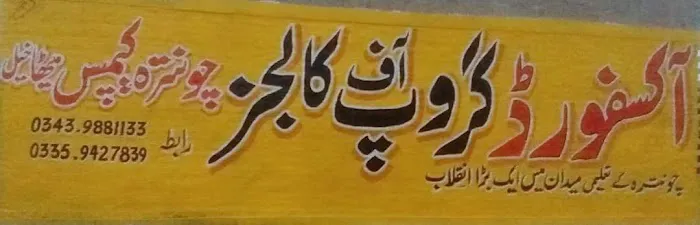 آکسفورڈ گروپ آف کالجز چونترہ کیمپس میٹھاخیل
چونترہ کے تعلیمی میدان میں ایک بڑا انقلاب
رابطہ
0343.9881133
0335.9427839